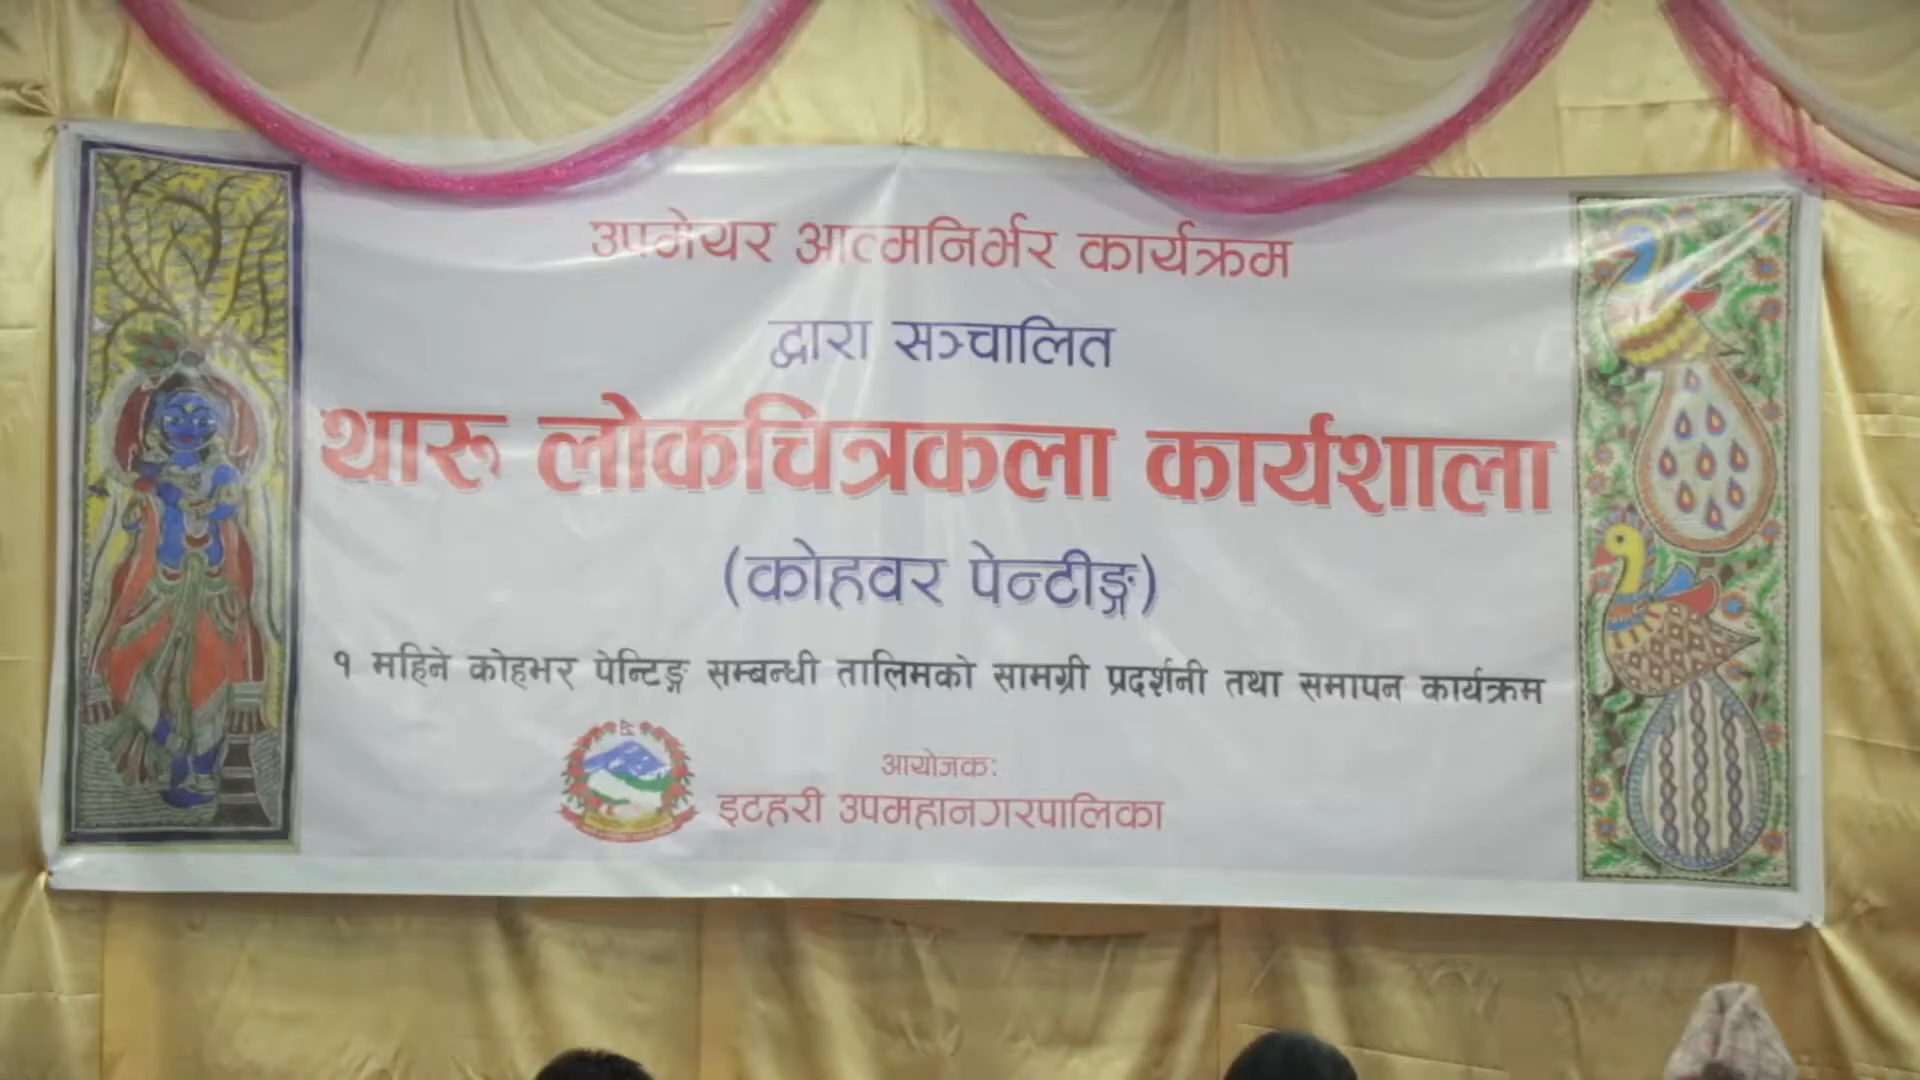 उपमेयर आत्मनिर्भर कार्यक्रम
द्वारा सञ्चालित
थारू लोकचित्रकला कार्यशाला
(कोहवर पेन्टीङ्ग)
१ महिने कोहभर पेन्टिङ्ग सम्बन्धी तालिमको सामग्री प्रदर्शनी तथा समापन कार्यक्रम
आयोजक:
इटहरी उपमहानगरपालिका